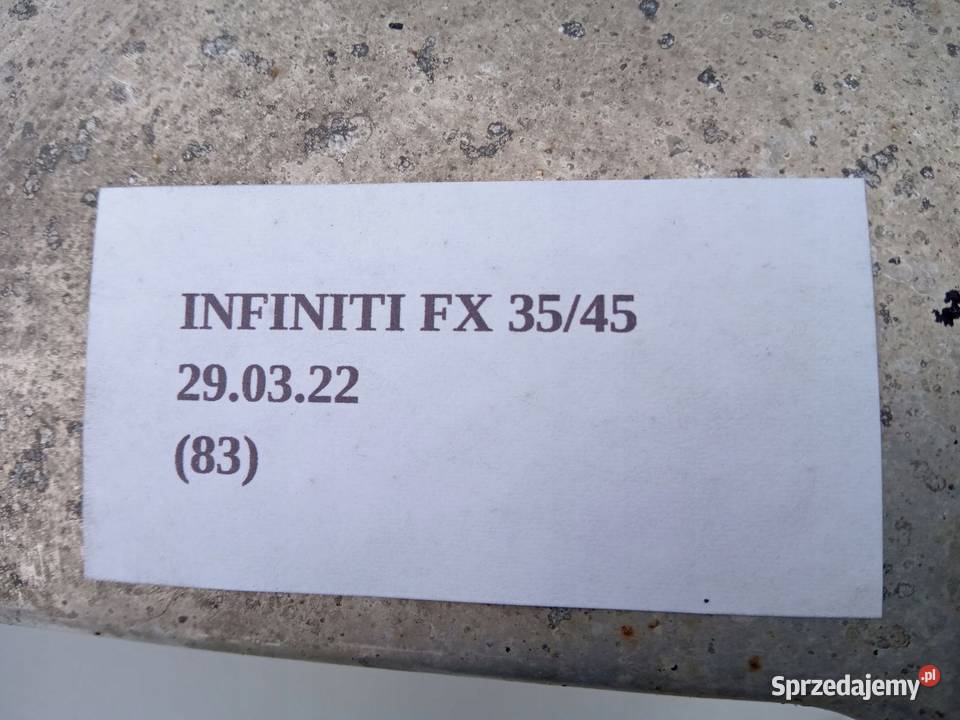 INFINITI FX 35/45
29.03.22
(83)
Sprzedajemy.pl